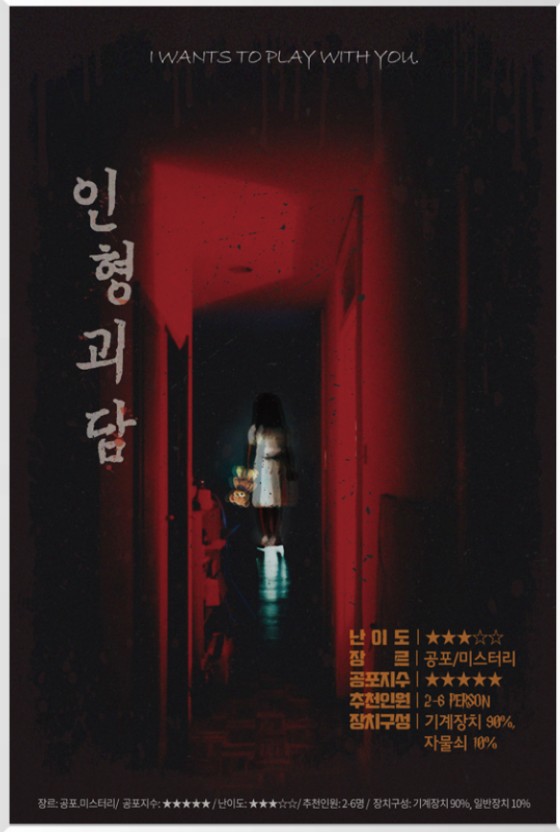 I WANTS TO PLAY WITH YOU.
인형괴담
난이도 | ★★★☆☆
장르 | 공포/미스터리
공포지수 | ★★★★★
추천인원 | 2-6 PERSON
장치구성 | 기계장치 90%,
자물쇠 10%
장르: 공포,미스터리/ 공포지수: ★★★★★ / 난이도: ★★★☆☆/ 추천인원: 2-6명 / 장치구성: 기계장치 90%, 일반장치 10%